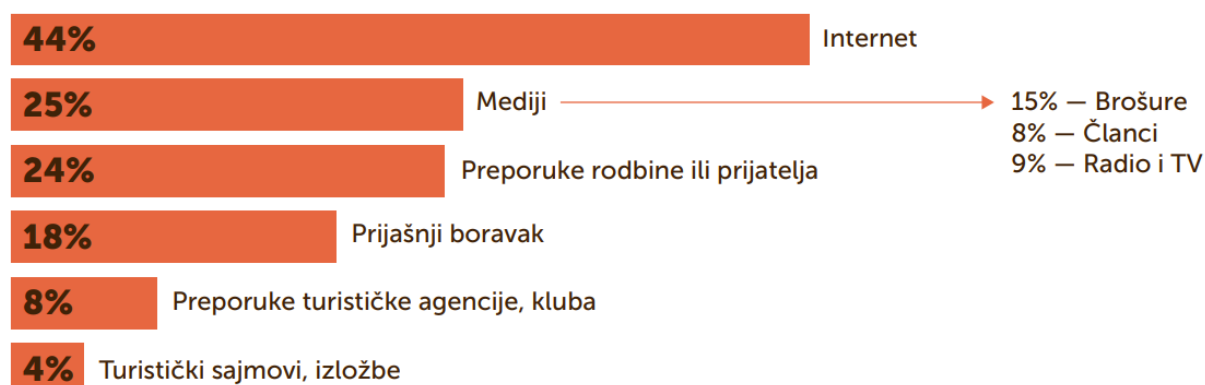 44% Internet
25% Mediji
15% — Brošure
8% — Članci
9% — Radio i TV
24% Preporuke rodbine ili prijatelja
18% Prijašnji boravak
8% Preporuke turističke agencije, kluba
4% Turistički sajmovi, izložbe